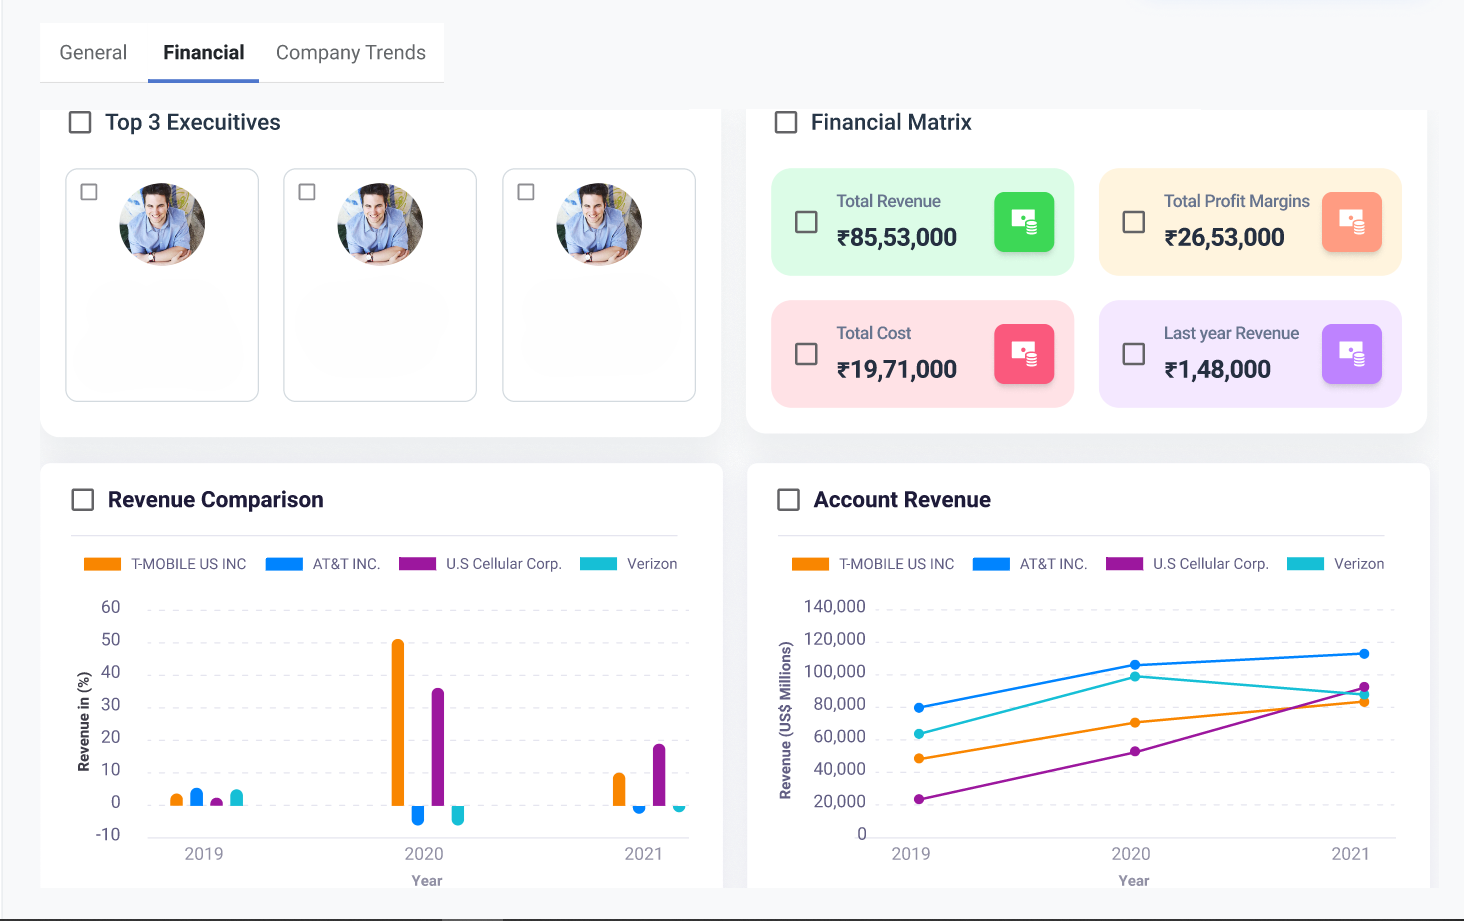 General Financial Company Trends
Top 3 Execuitives
Financial Matrix
Total Revenue
₹85,53,000
Total Profit Margins
₹26,53,000
Total Cost
₹19,71,000
Last year Revenue
₹1,48,000
Revenue Comparison
T-MOBILE US INC AT&T INC. U.S Cellular Corp. Verizon
Revenue in (%)
60
50
40
30
20
10
0
-10
2019 2020 2021
Year
Account Revenue
T-MOBILE US INC AT&T INC. U.S Cellular Corp. Verizon
Revenue (US$ Millions)
140,000
120,000
100,000
80,000
60,000
40,000
20,000
0
2019 2020 2021
Year